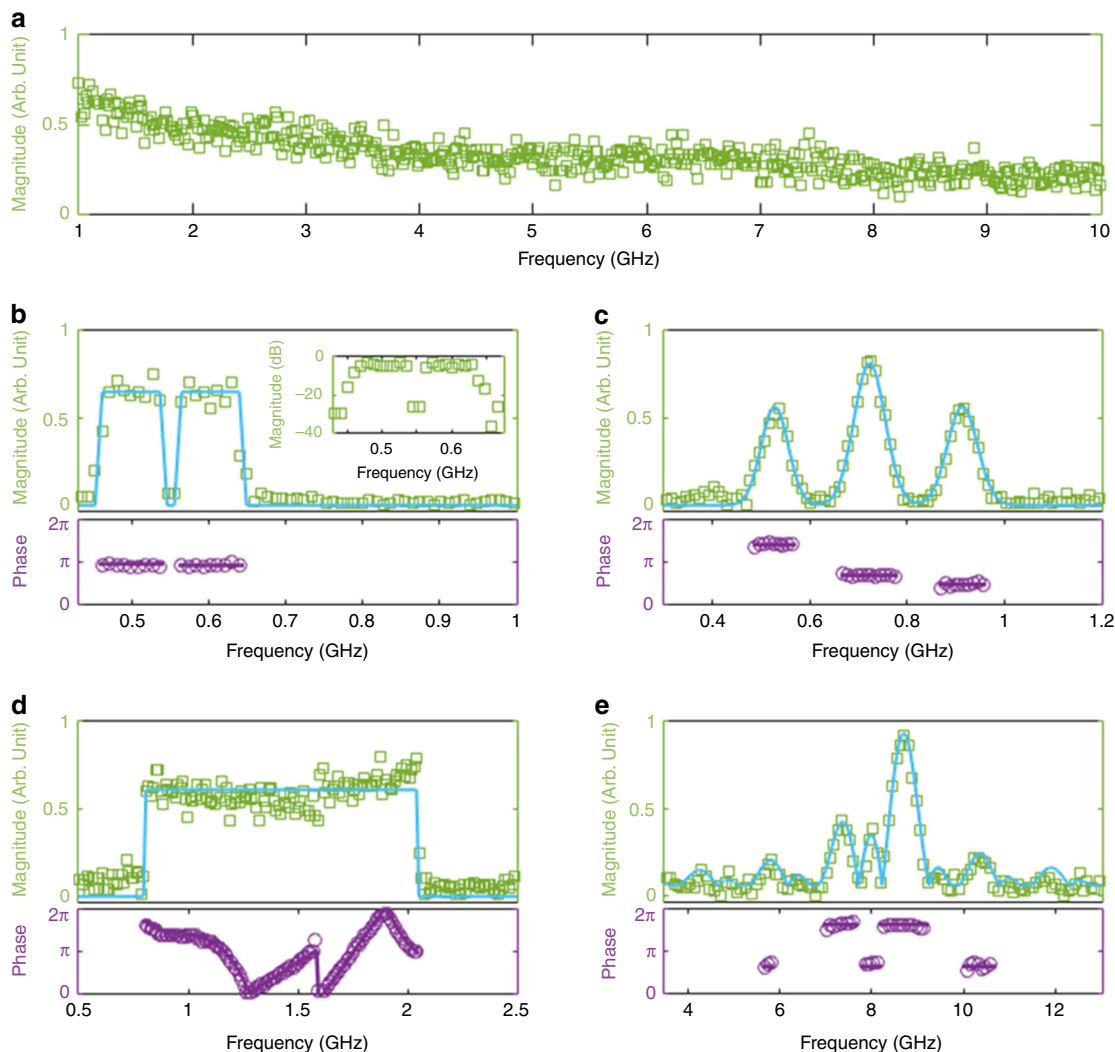 a
Magnitude (Arb. Unit)
1
0.5
0
1 2 3 4 5 6 7 8 9 10
Frequency (GHz)
b
Magnitude (Arb. Unit)
1
0.5
0
Magnitude (dB)
0
−20
−40
0.5 0.6
Frequency (GHz)
Phase
2π
π
0
0.5 0.6 0.7 0.8 0.9 1
Frequency (GHz)
c
Magnitude (Arb. Unit)
1
0.5
0
Phase
2π
π
0
0.4 0.6 0.8 1 1.2
Frequency (GHz)
d
Magnitude (Arb. Unit)
1
0.5
0
Phase
2π
π
0
0.5 1 1.5 2 2.5
Frequency (GHz)
e
Magnitude (Arb. Unit)
1
0.5
0
Phase
2π
π
0
4 6 8 10 12
Frequency (GHz)